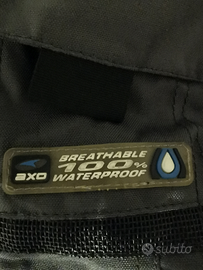 BREATHABLE
axo 100%
WATERPROOF
subito